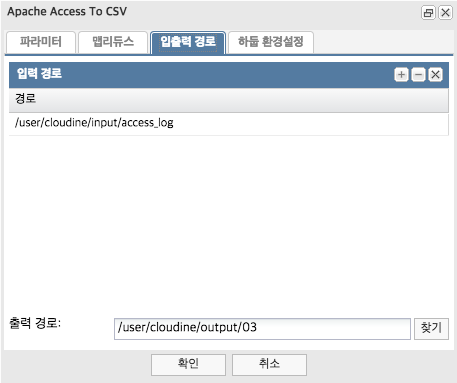 Apache Access To CSV
파라미터 맵리듀스 입출력 경로 하둡 환경설정
입력 경로
경로
/user/cloudine/input/access_log
출력 경로: /user/cloudine/output/03 찾기
확인 취소